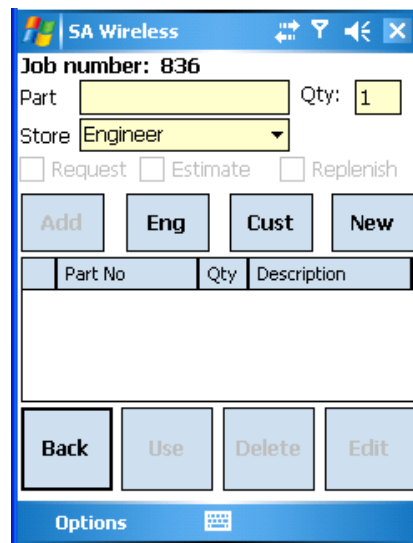 SA Wireless
Job number: 836
Part Qty: 1
Store Engineer
Request Estimate Replenish
Add Eng Cust New
Part No Qty Description
Back Use Delete Edit
Options